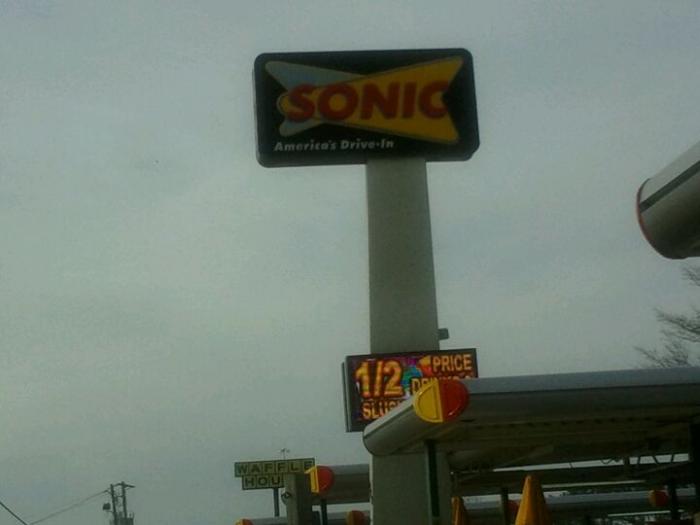 SONIC
America's Drive-In
1/2 PRICE
WAFFLE
HOU